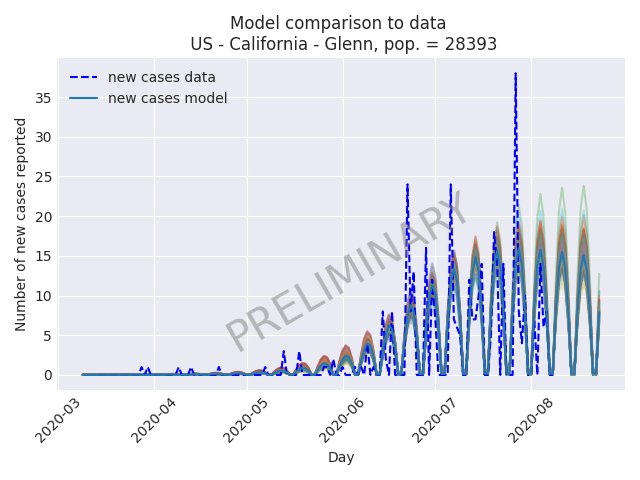 Model comparison to data
US - California - Glenn, pop. = 28393
new cases data
new cases model
PRELIMINARY
Number of new cases reported
35
30
25
20
15
10
5
0
2020-03
2020-04
2020-05
2020-06
2020-07
2020-08
Day